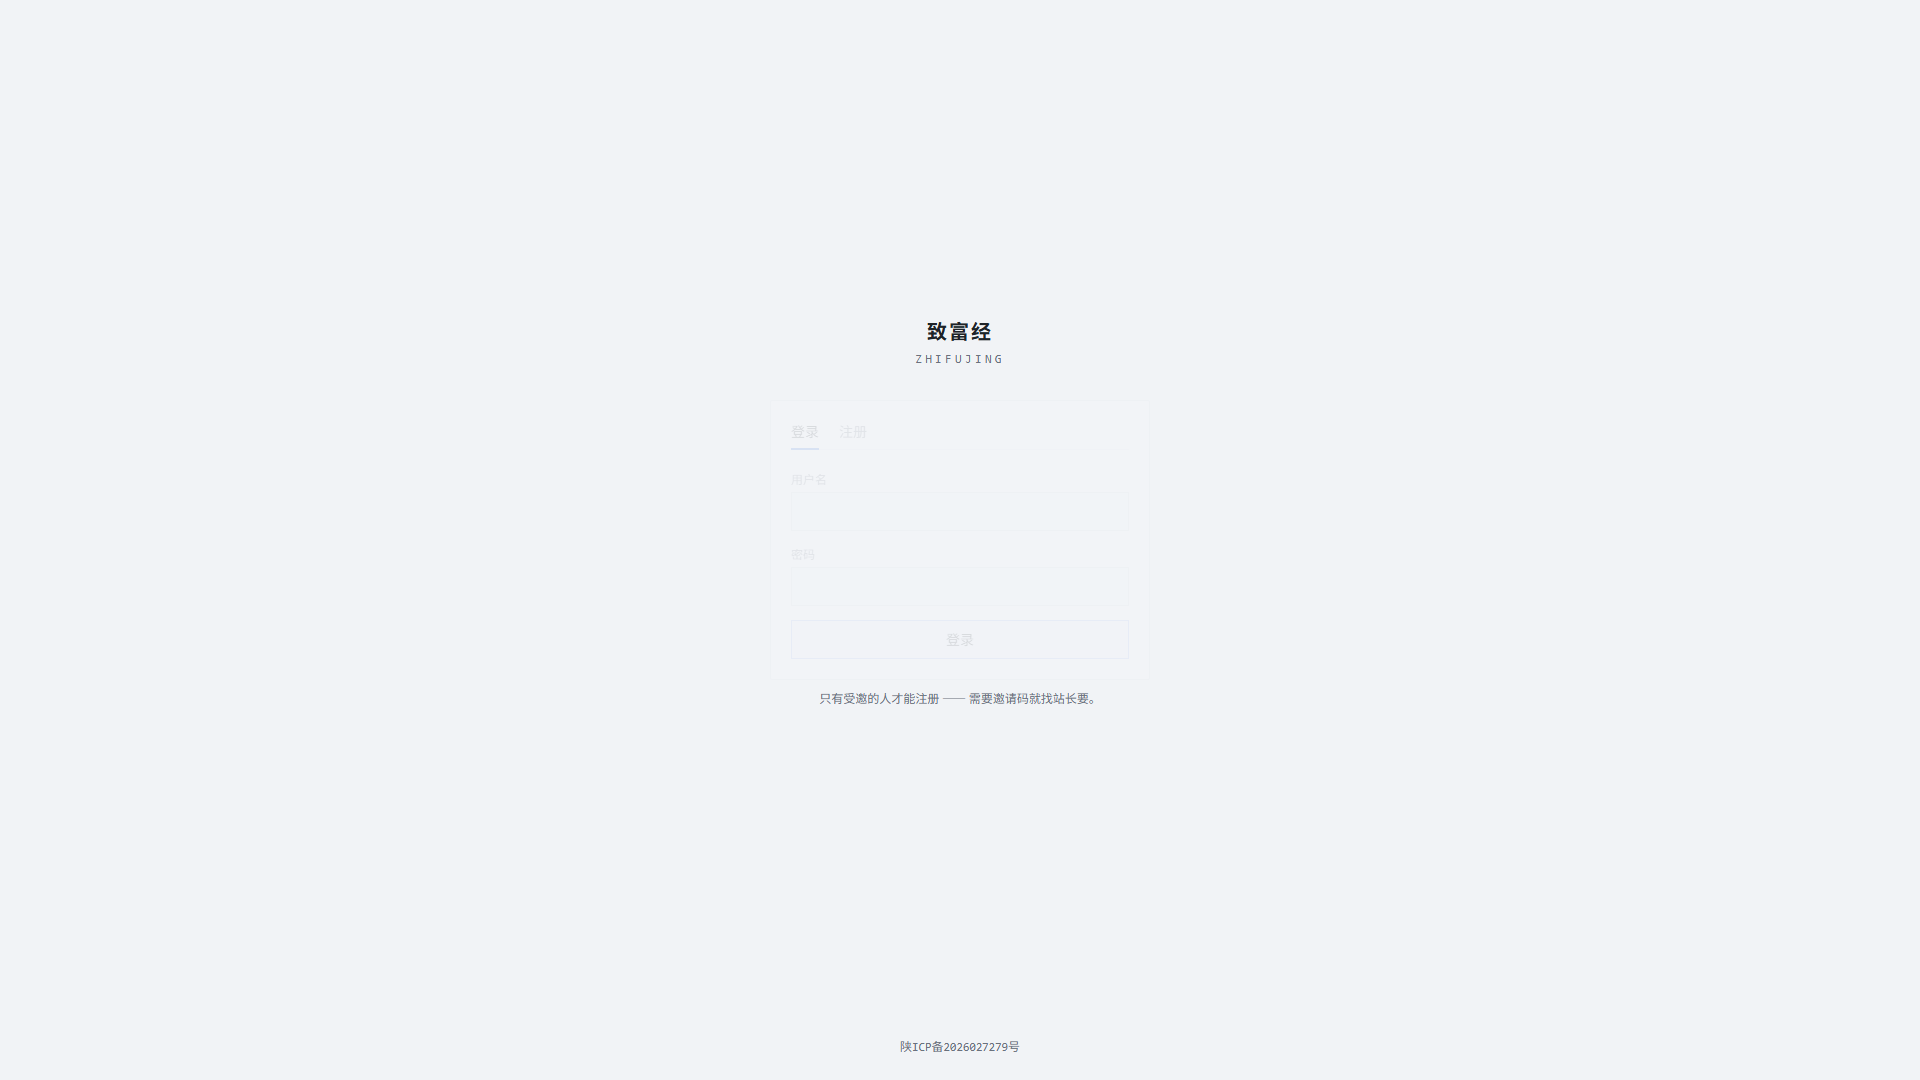 致富经
ZHIFUJING
登录 注册
用户名
密码
登录
只有受邀的人才能注册 —— 需要邀请码就找站长要。
陕ICP备2026027279号